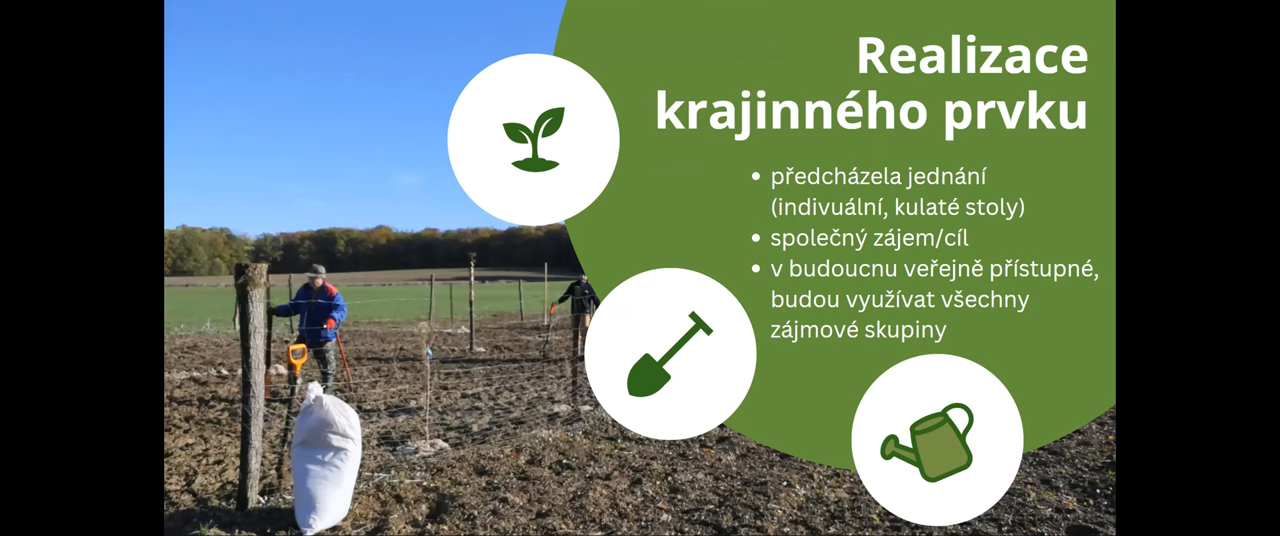 Realizace
krajinného prvku
• předcházela jednání
(indivuální, kulaté stoly)
• společný zájem/cíl
• v budoucnu veřejně přístupné,
budou využívat všechny
zájmové skupiny